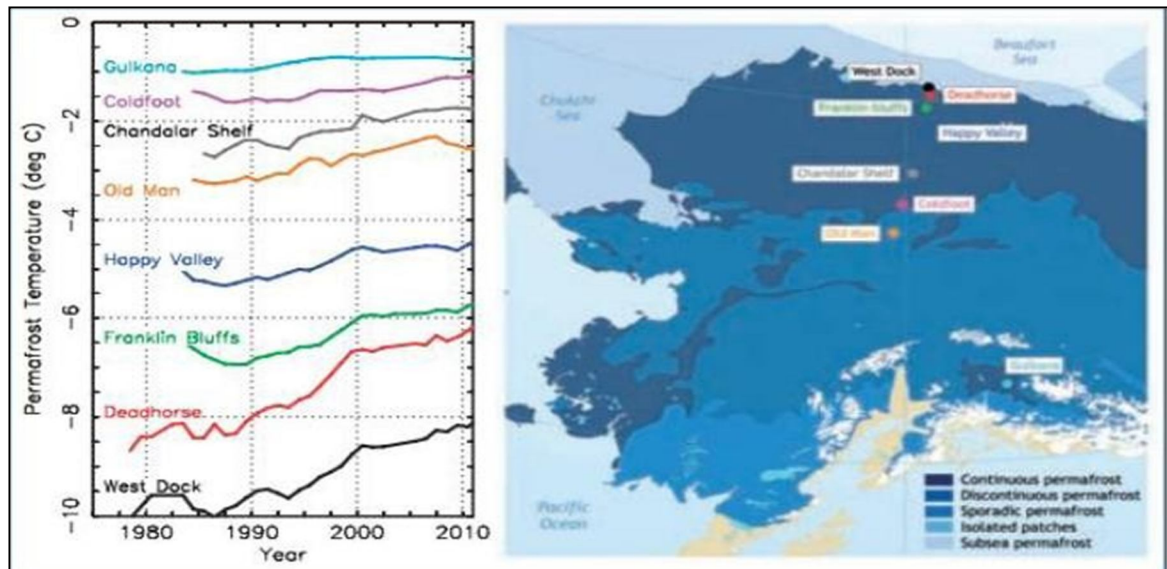 Permafrost Temperature (deg C)
0
-2
-4
-6
-8
-10
Gulkana
Coldfoot
Chandalar Shelf
Old Man
Happy Valley
Franklin Bluffs
Deadhorse
West Dock
1980 1990 2000 2010
Year
Beaufort
Sea
Chukchi
Sea
West Dock
Deadhorse
Franklin Bluffs
Happy Valley
Chandalar Shelf
Coldfoot
Old Man
Gulkana
Pacific
Ocean
Continuous permafrost
Discontinuous permafrost
Sporadic permafrost
Isolated patches
Subsea permafrost